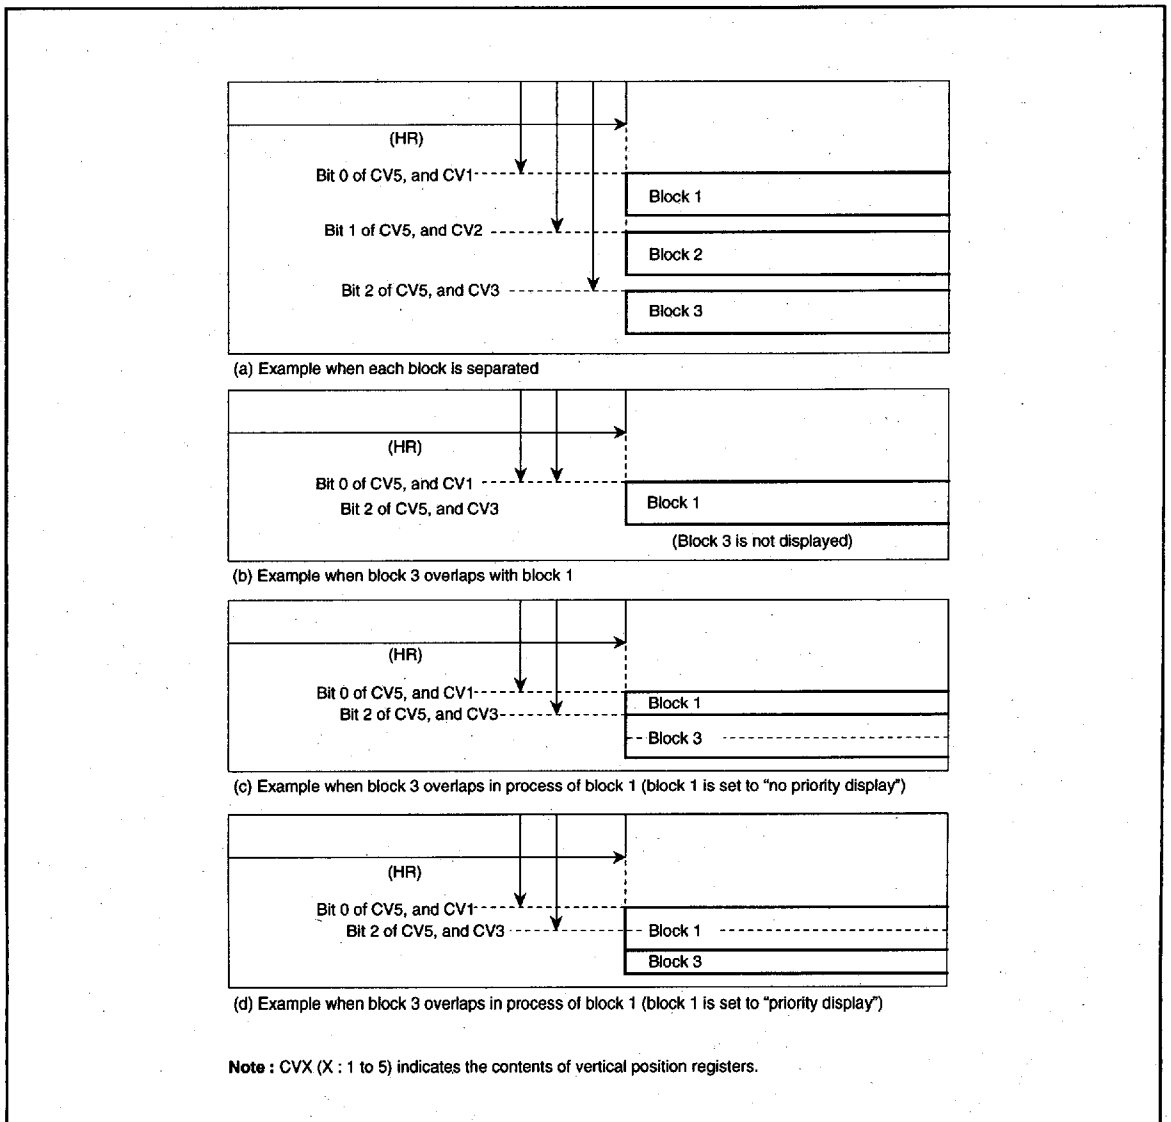 (HR)
Bit 0 of CV5, and CV1
Block 1
Bit 1 of CV5, and CV2
Block 2
Bit 2 of CV5, and CV3
Block 3
(a) Example when each block is separated
(HR)
Bit 0 of CV5, and CV1
Bit 2 of CV5, and CV3
Block 1
(Block 3 is not displayed)
(b) Example when block 3 overlaps with block 1
(HR)
Bit 0 of CV5, and CV1
Block 1
Bit 2 of CV5, and CV3
Block 3
(c) Example when block 3 overlaps in process of block 1 (block 1 is set to “no priority display”)
(HR)
Bit 0 of CV5, and CV1
Bit 2 of CV5, and CV3
Block 1
Block 3
(d) Example when block 3 overlaps in process of block 1 (block 1 is set to “priority display”)
Note : CVX (X : 1 to 5) indicates the contents of vertical position registers.